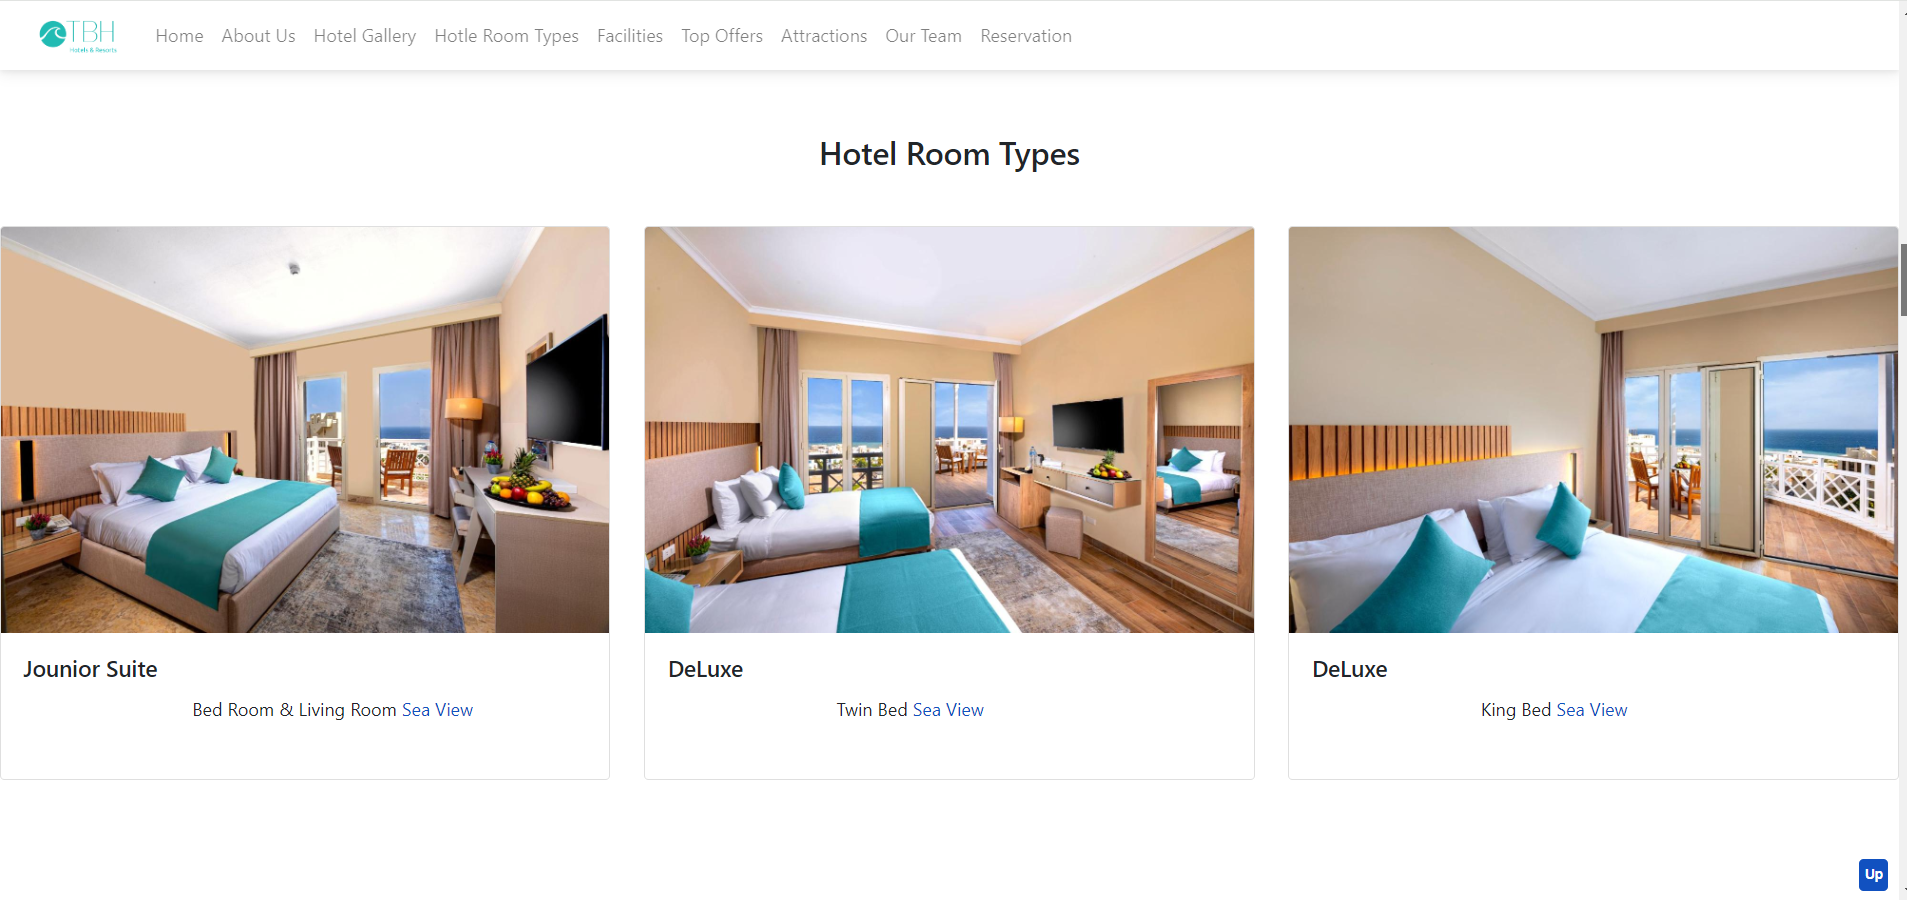 TBH
Hotels & Resorts
Home About Us Hotel Gallery Hotle Room Types Facilities Top Offers Attractions Our Team Reservation
Hotel Room Types
Jounior Suite
Bed Room & Living Room Sea View
DeLuxe
Twin Bed Sea View
DeLuxe
King Bed Sea View
Up